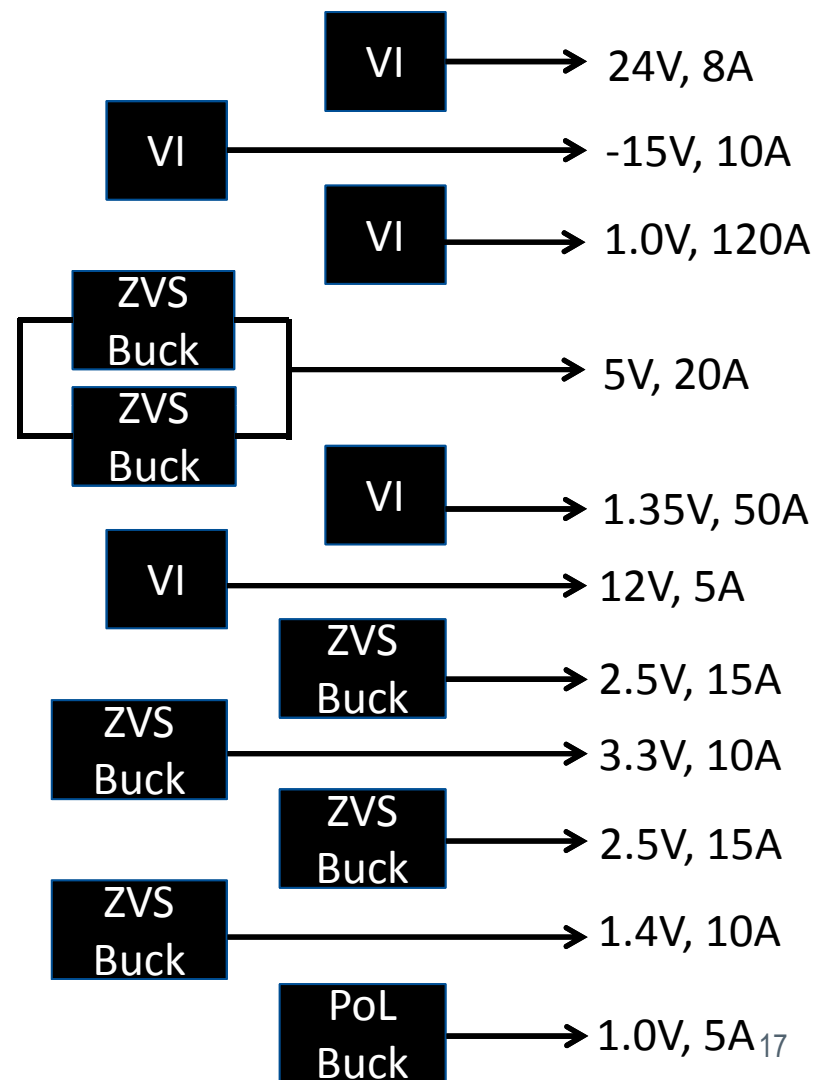 VI
24V, 8A
VI
-15V, 10A
VI
1.0V, 120A
ZVS
Buck
ZVS
Buck
5V, 20A
VI
1.35V, 50A
VI
12V, 5A
ZVS
Buck
2.5V, 15A
ZVS
Buck
3.3V, 10A
ZVS
Buck
2.5V, 15A
ZVS
Buck
1.4V, 10A
PoL
Buck
1.0V, 5A
17